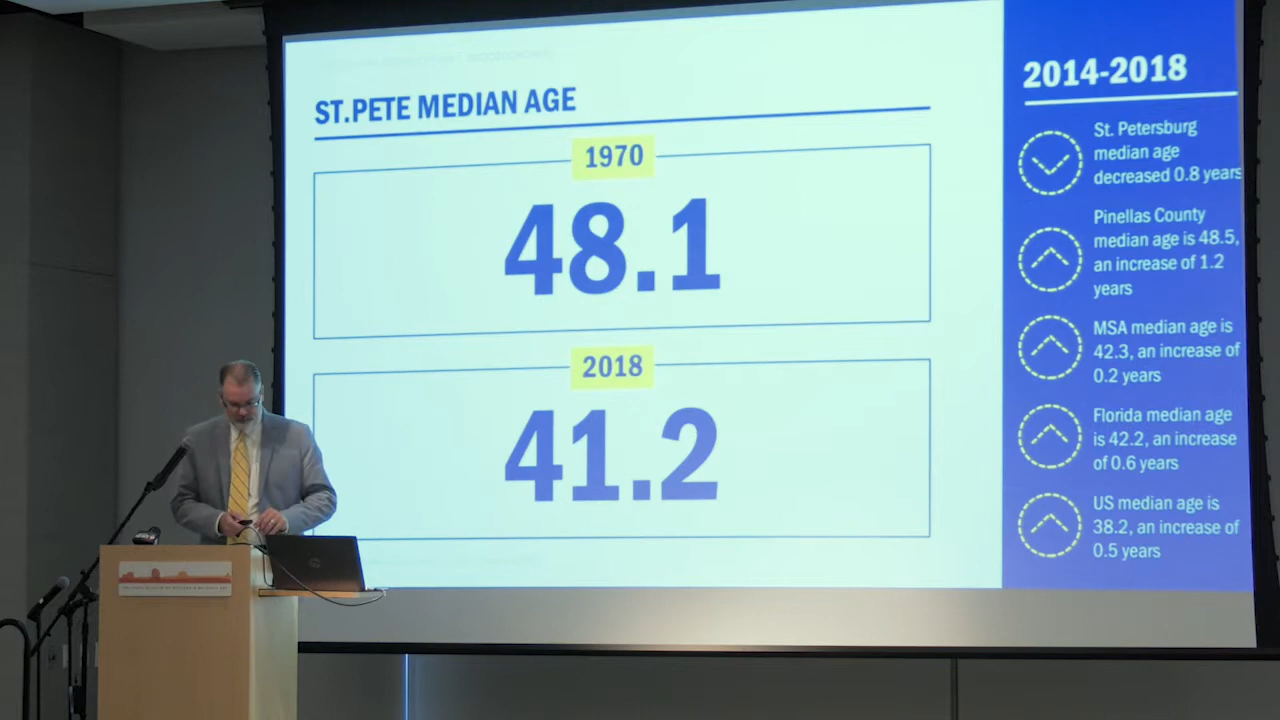 ST.PETE MEDIAN AGE
1970
48.1
2018
41.2
2014-2018
St. Petersburg
median age
decreased 0.8 years
Pinellas County
median age is 48.5,
an increase of 1.2
years
MSA median age is
42.3, an increase of
0.2 years
Florida median age
is 42.2, an increase
of 0.6 years
US median age is
38.2, an increase of
0.5 years